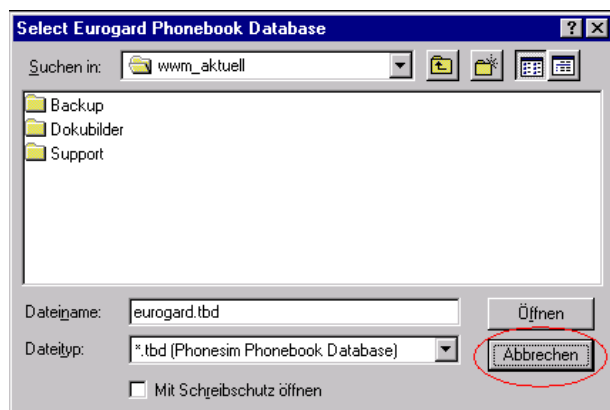 Select Eurogard Phonebook Database
Suchen in: wwm_aktuell
Backup
Dokubilder
Support
Dateiname: eurogard.tbd Öffnen
Dateityp: *.tbd (Phonesim Phonebook Database) Abbrechen
Mit Schreibschutz öffnen